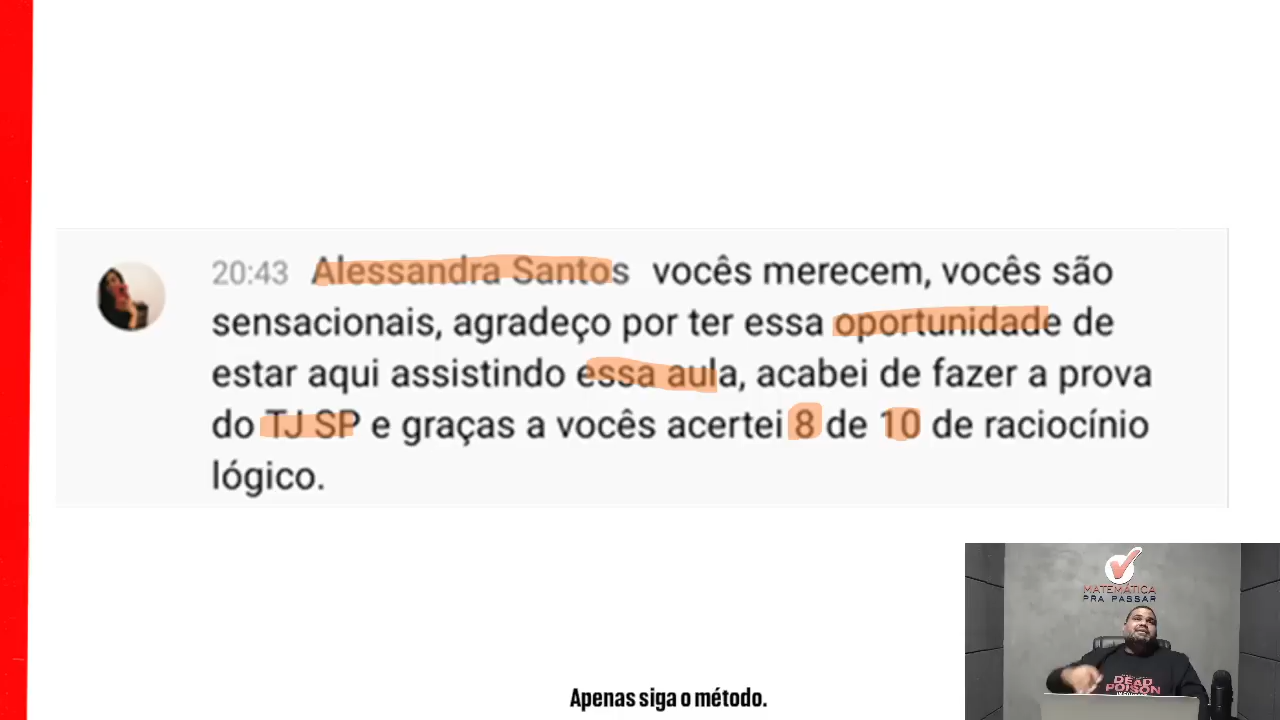 20:43 Alessandra Santos vocês merecem, vocês são
sensacionais, agradeço por ter essa oportunidade de
estar aqui assistindo essa aula, acabei de fazer a prova
do TJ SP e graças a vocês acertei 8 de 10 de raciocínio
lógico.
MATEMÁTICA
PRA PASSAR
DEAD
POISON
Apenas siga o método.